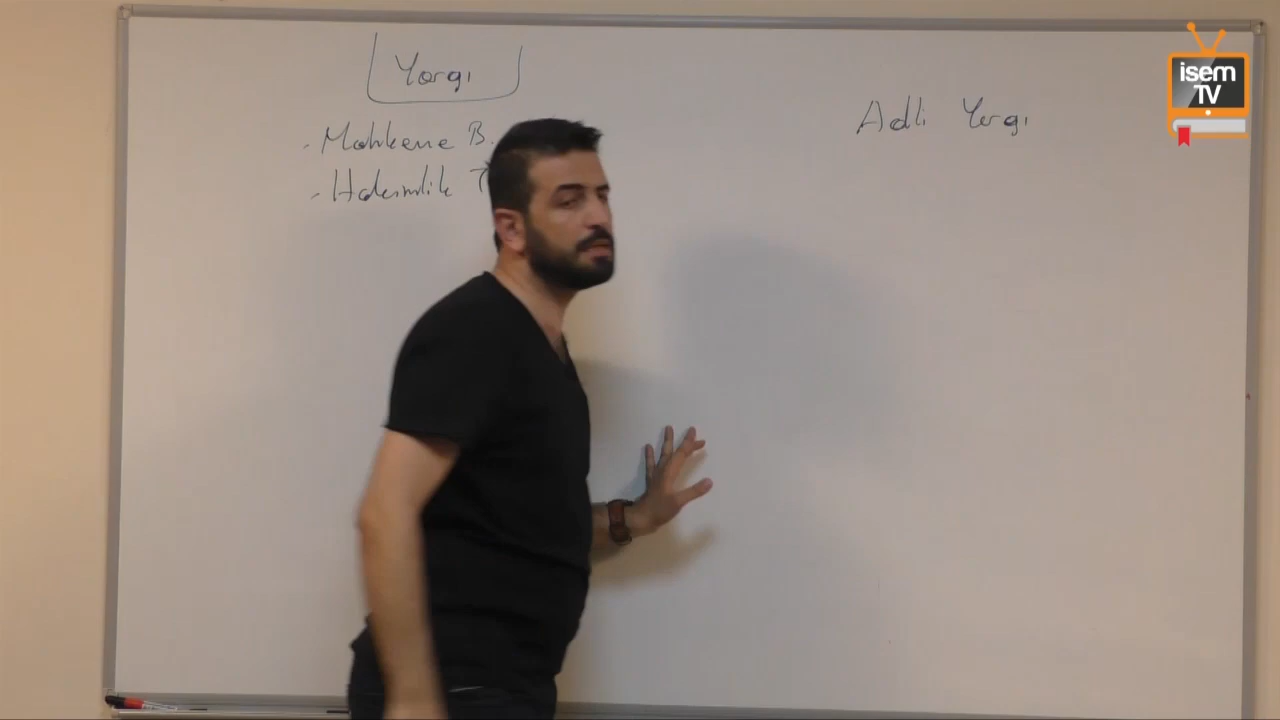 Yargı
- Mahkeme B.
- Hakimlik T
Adli Yargı
isem
TV